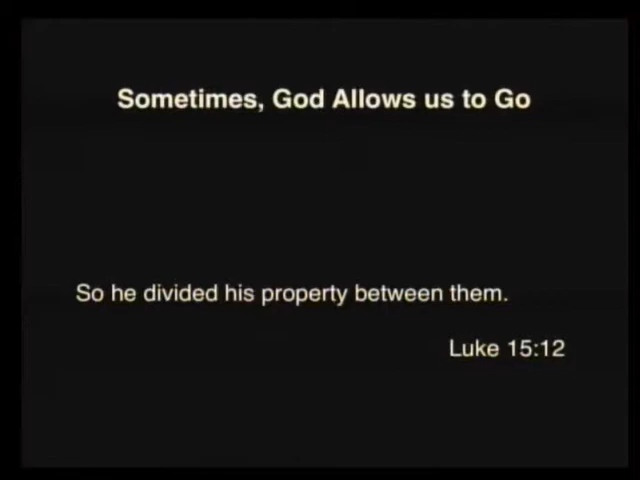 Sometimes, God Allows us to Go
So he divided his property between them.
Luke 15:12